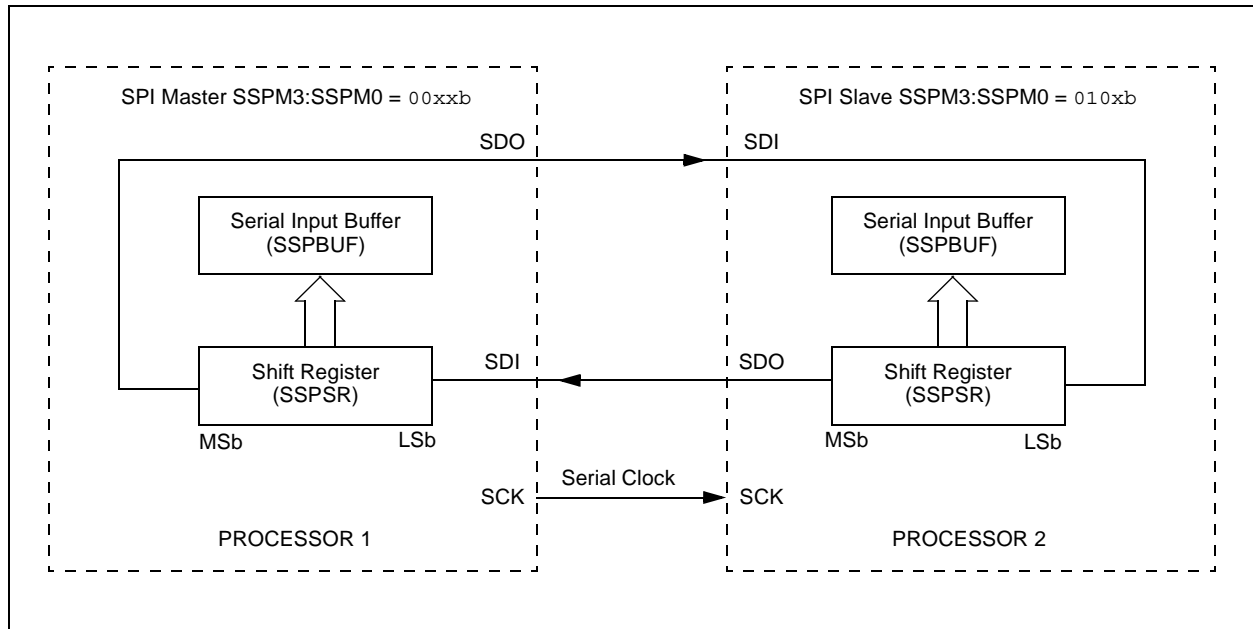 SPI Master SSPM3:SSPM0 = 00xxb
SPI Slave SSPM3:SSPM0 = 010xb
SDO
SDI
Serial Input Buffer
(SSPBUF)
Serial Input Buffer
(SSPBUF)
SDI
SDO
Shift Register
(SSPSR)
Shift Register
(SSPSR)
MSb
LSb
MSb
LSb
Serial Clock
SCK
SCK
PROCESSOR 1
PROCESSOR 2